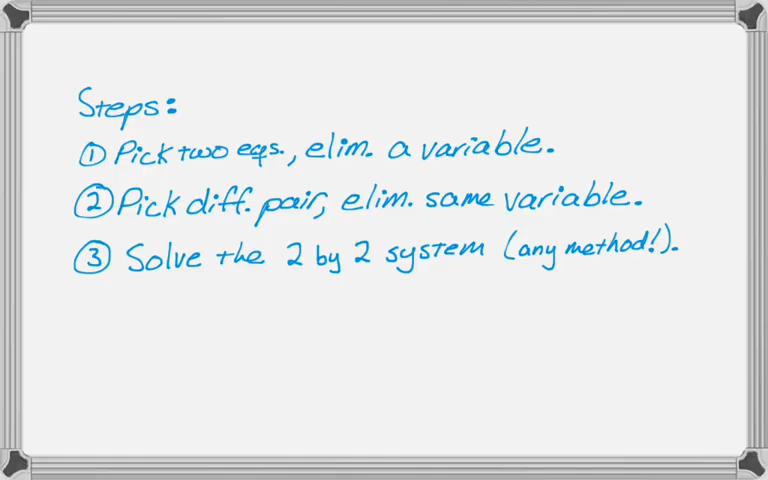 Steps:
① Pick two eqs., elim. a variable.
② Pick diff. pair, elim. same variable.
③ Solve the 2 by 2 system (any method!).